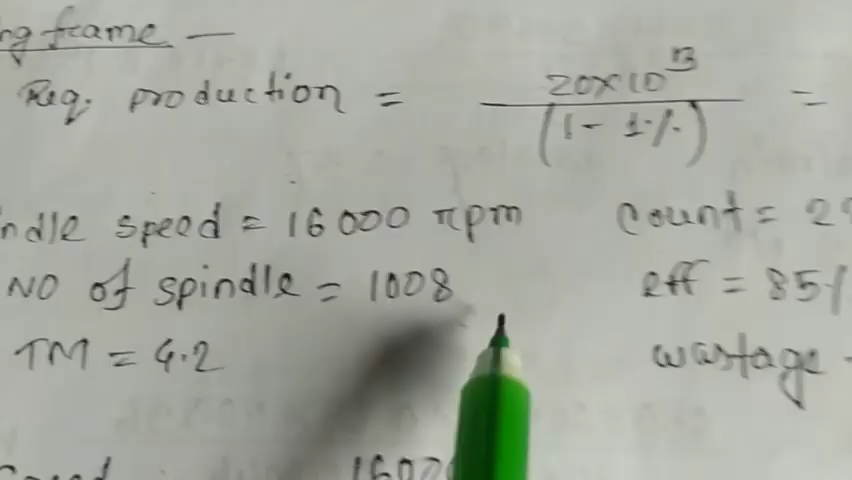 ng frame —
Req. production = 20×10¹³ / (1 - 1%) =
ndle speed = 16000 rpm count = 2
No of spindle = 1008 eff = 85%
TM = 4.2 wastage